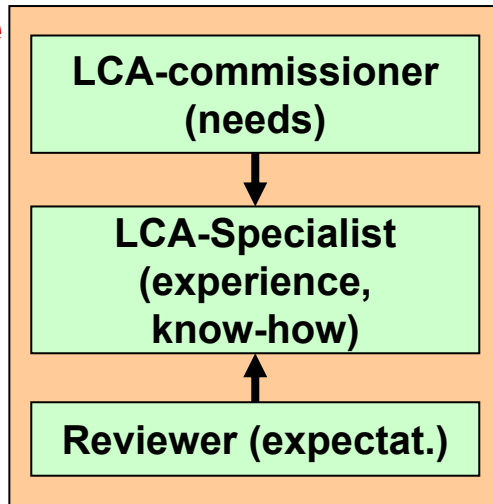 LCA-commissioner
(needs)
LCA-Specialist
(experience,
know-how)
Reviewer (expectat.)